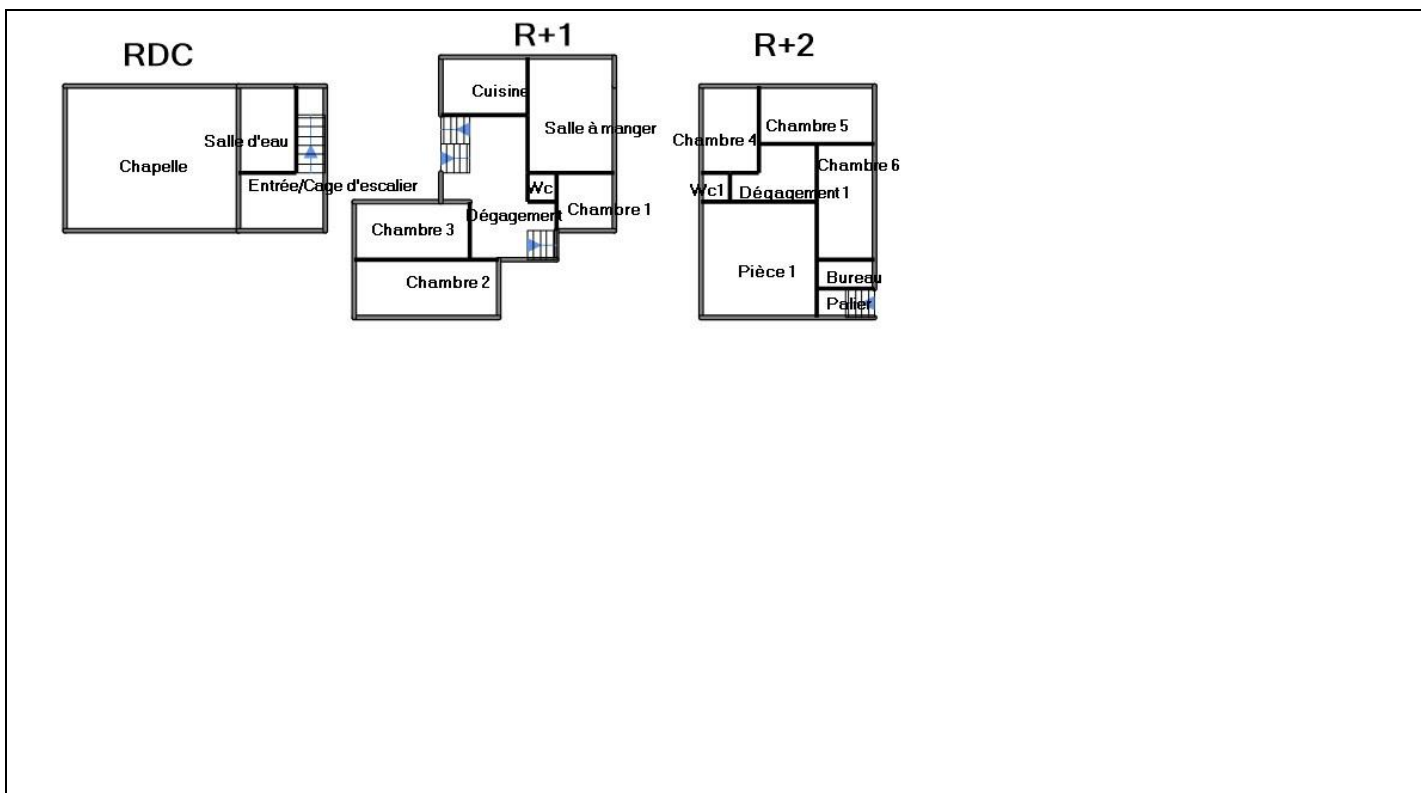 RDC
Chapelle
Salle d'eau
Entrée/Cage d'escalier
R+1
Cuisine
Salle à manger
Wc
Chambre 1
Dégagement
Chambre 3
Chambre 2
R+2
Chambre 4
Chambre 5
Chambre 6
Wc1
Dégagement 1
Pièce 1
Bureau
Palier